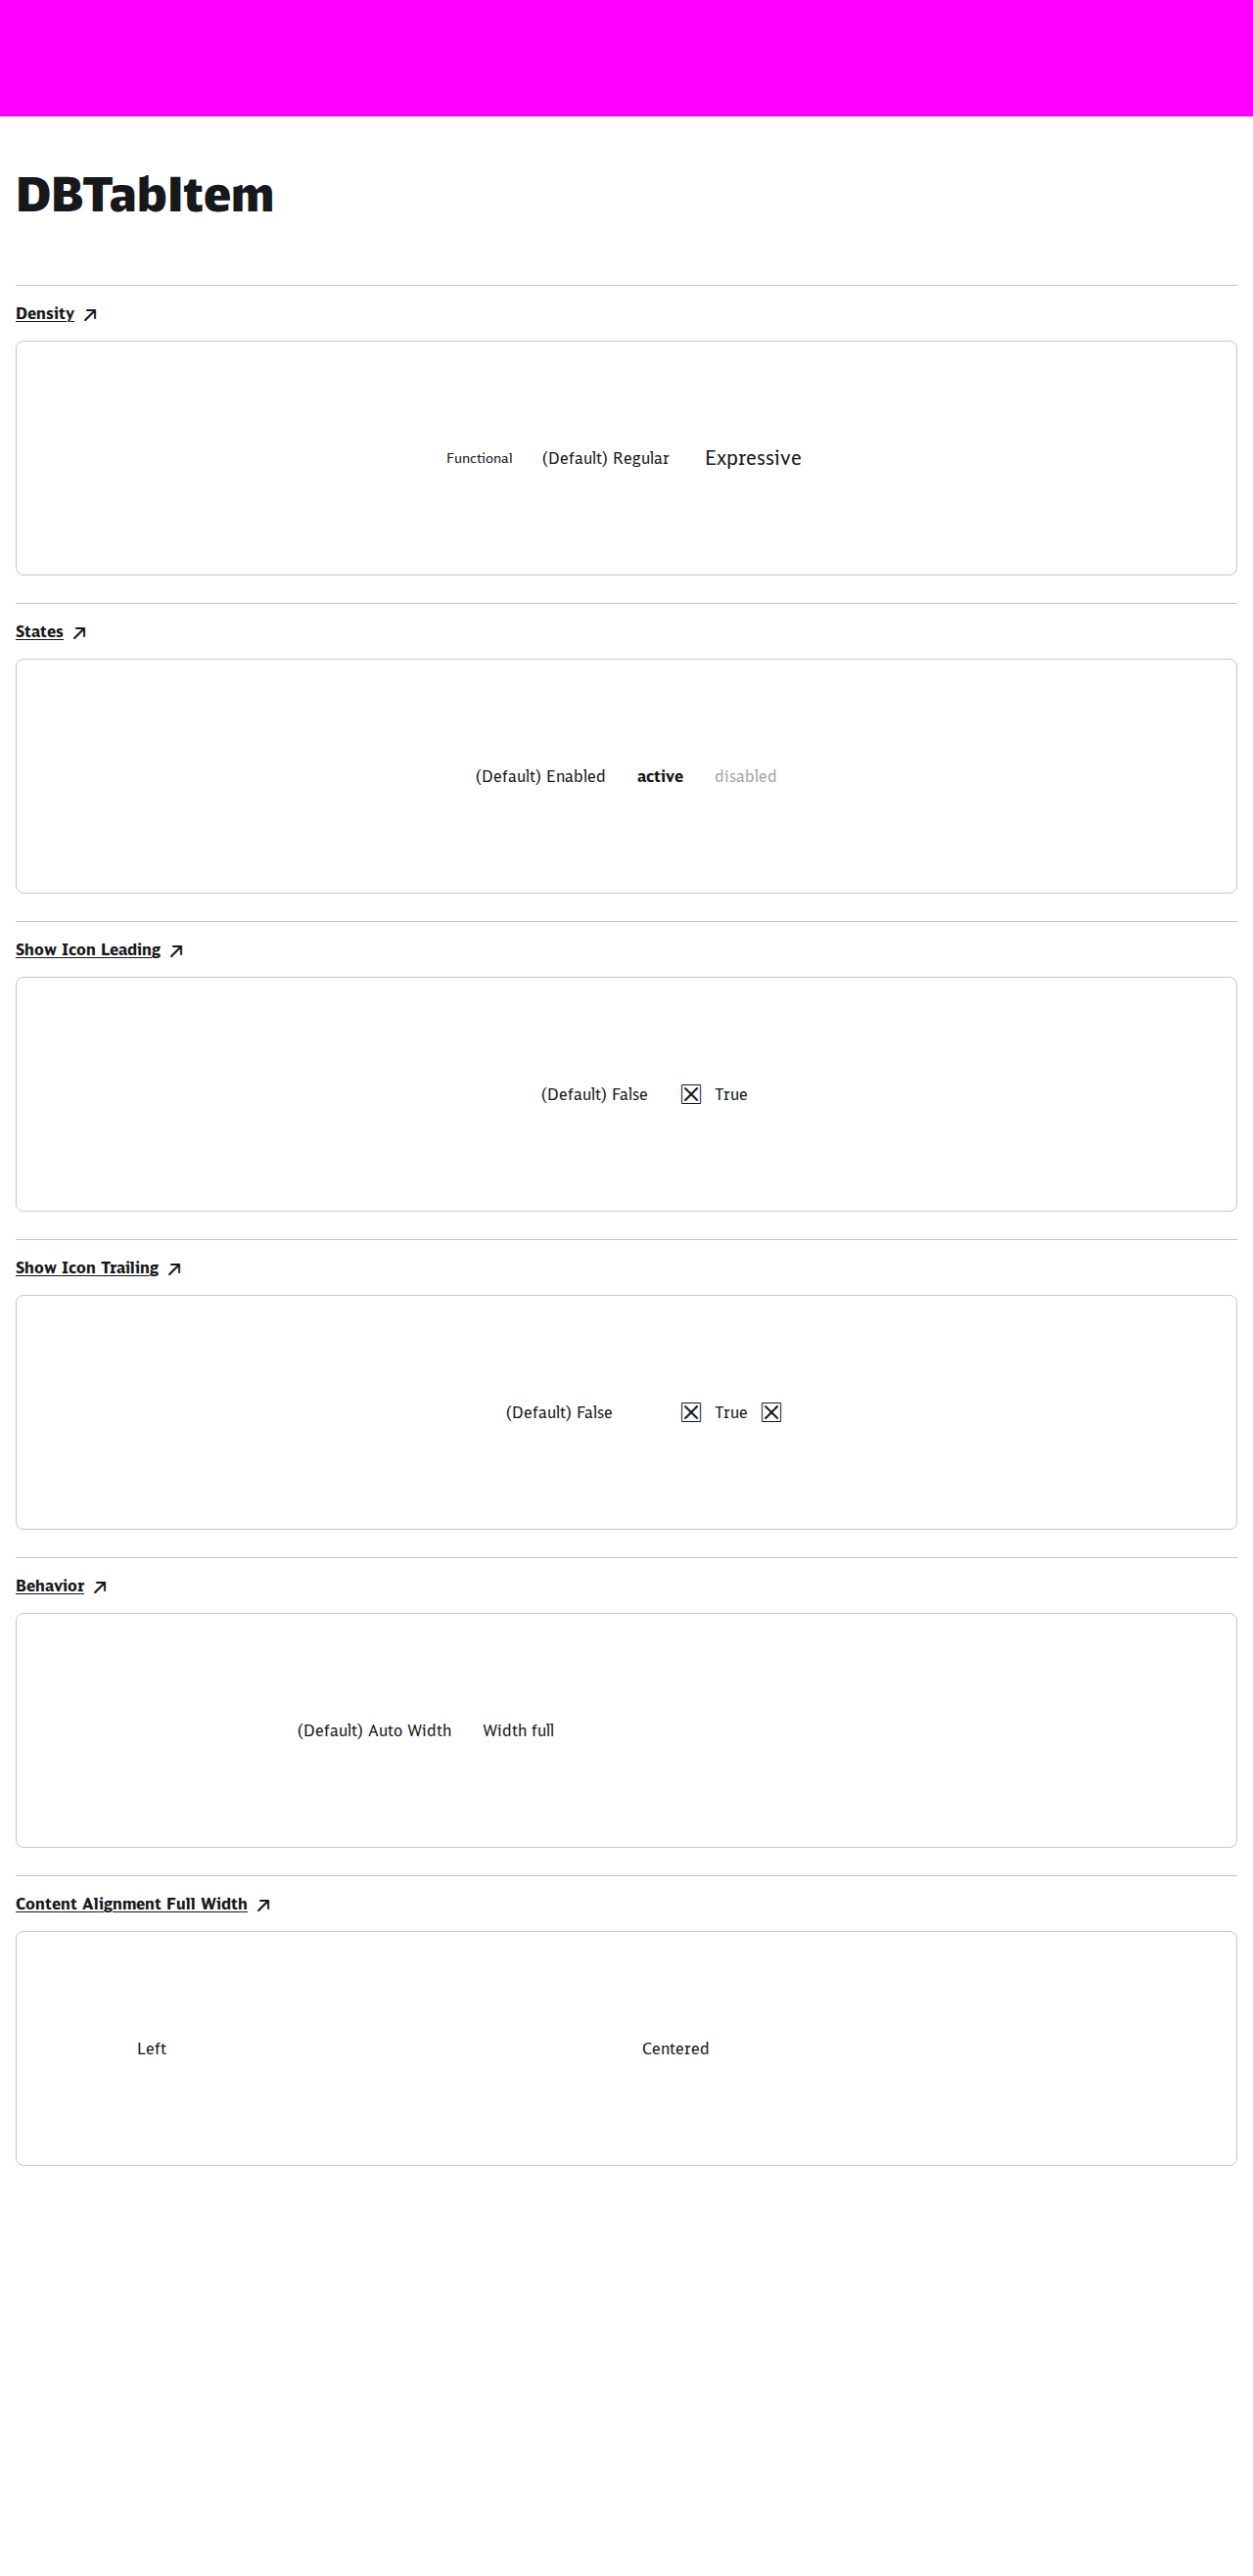 DBTabItem
Density
Functional (Default) Regular Expressive
States
(Default) Enabled active disabled
Show Icon Leading
(Default) False True
Show Icon Trailing
(Default) False True
Behavior
(Default) Auto Width Width full
Content Alignment Full Width
Left Centered